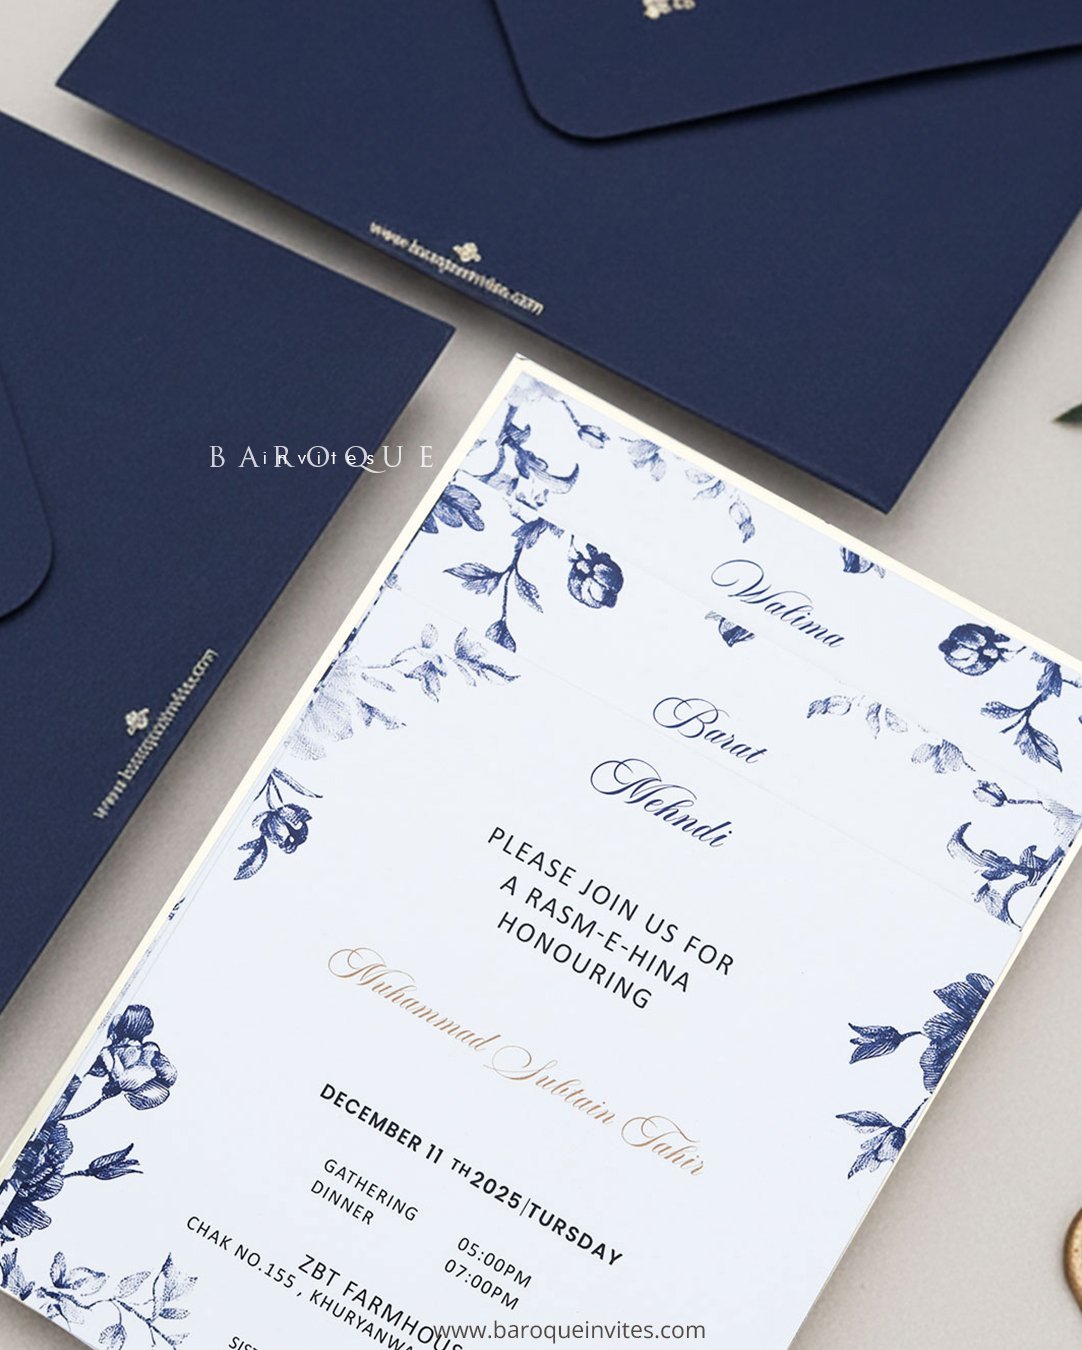 BAROQUE
invites
Walima
Barat
Mehndi
PLEASE JOIN US FOR
A RASM-E-HINA
HONOURING
Muhammad Subtain Tahir
DECEMBER 11 TH 2025|TURSDAY
GATHERING 05:00PM
DINNER 07:00PM
ZBT FARMHOUS
CHAK NO.155 , KHURYANWA
SIST
www.baroqueinvites.com